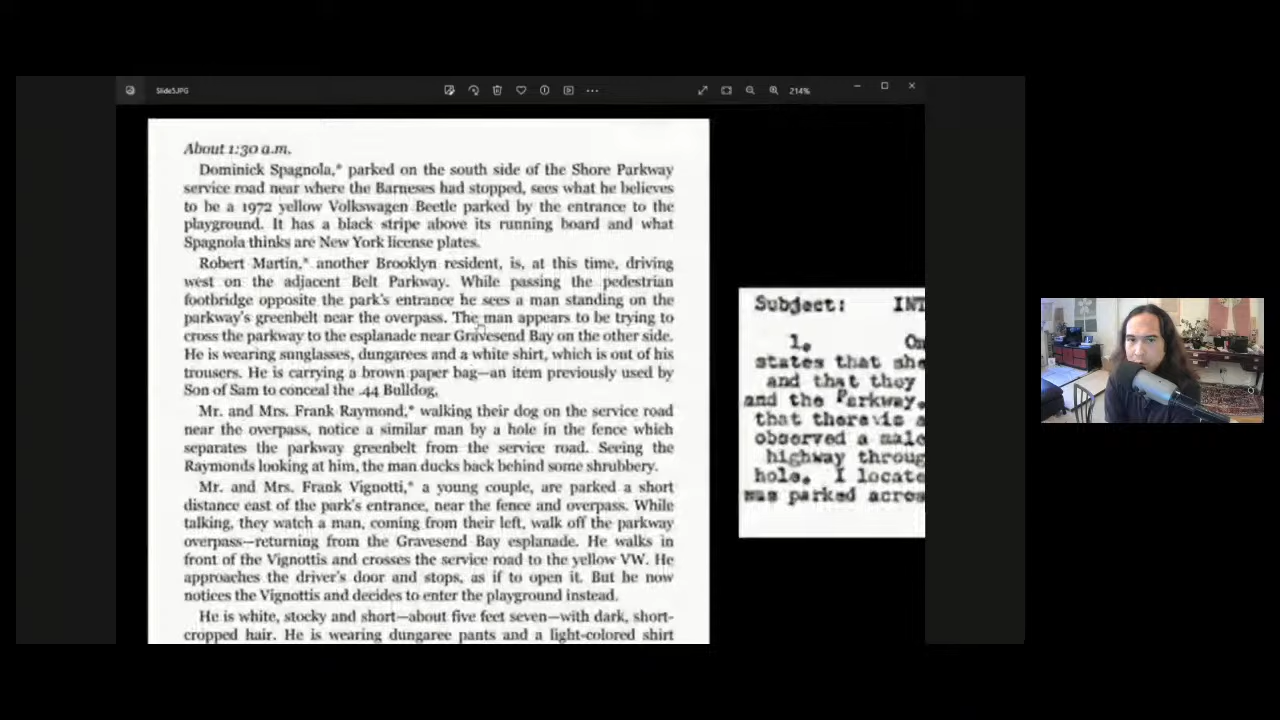 Slide5.JPG
214%
About 1:30 a.m.
Dominick Spagnola,* parked on the south side of the Shore Parkway
service road near where the Barneses had stopped, sees what he believes
to be a 1972 yellow Volkswagen Beetle parked by the entrance to the
playground. It has a black stripe above its running board and what
Spagnola thinks are New York license plates.
Robert Martin,* another Brooklyn resident, is, at this time, driving
west on the adjacent Belt Parkway. While passing the pedestrian
footbridge opposite the park's entrance he sees a man standing on the
parkway's greenbelt near the overpass. The man appears to be trying to
cross the parkway to the esplanade near Gravesend Bay on the other side.
He is wearing sunglasses, dungarees and a white shirt, which is out of his
trousers. He is carrying a brown paper bag—an item previously used by
Son of Sam to conceal the .44 Bulldog.
Mr. and Mrs. Frank Raymond,* walking their dog on the service road
near the overpass, notice a similar man by a hole in the fence which
separates the parkway greenbelt from the service road. Seeing the
Raymonds looking at him, the man ducks back behind some shrubbery.
Mr. and Mrs. Frank Vignotti,* a young couple, are parked a short
distance east of the park's entrance, near the fence and overpass. While
talking, they watch a man, coming from their left, walk off the parkway
overpass—returning from the Gravesend Bay esplanade. He walks in
front of the Vignottis and crosses the service road to the yellow VW. He
approaches the driver's door and stops, as if to open it. But he now
notices the Vignottis and decides to enter the playground instead.
He is white, stocky and short—about five feet seven—with dark, short-
cropped hair. He is wearing dungaree pants and a light-colored shirt
Subject: INT
1. On
states that she
and that they
and the Parkway.
that therevis a
observed a male
highway throug
hole. I locate
was parked acros